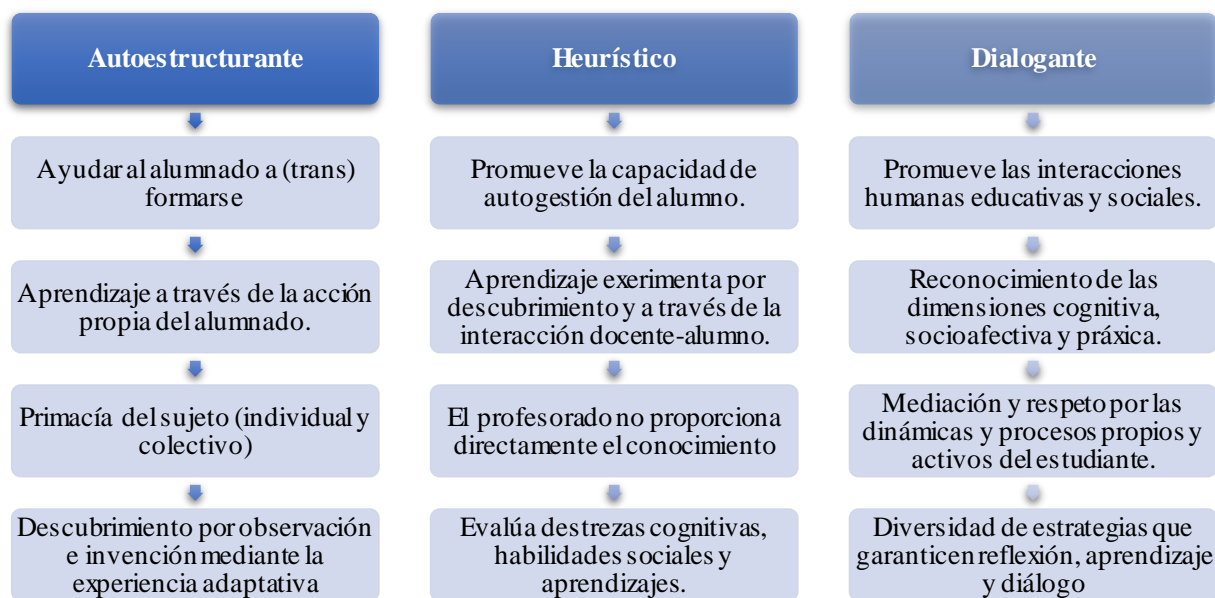 Autoestructurante
Ayudar al alumnado a (trans)
formarse
Aprendizaje a través de la acción
propia del alumnado.
Primacía del sujeto (individual y
colectivo)
Descubrimiento por observación
e invención mediante la
experiencia adaptativa
Heurístico
Promueve la capacidad de
autogestión del alumno.
Aprendizaje exerimenta por
descubrimiento y a través de la
interacción docente-alumno.
El profesorado no proporciona
directamente el conocimiento
Evalúa destrezas cognitivas,
habilidades sociales y
aprendizajes.
Dialogante
Promueve las interacciones
humanas educativas y sociales.
Reconocimiento de las
dimensiones cognitiva,
socioafectiva y práxica.
Mediación y respeto por las
dinámicas y procesos propios y
activos del estudiante.
Diversidad de estrategias que
garanticen reflexión, aprendizaje
y diálogo